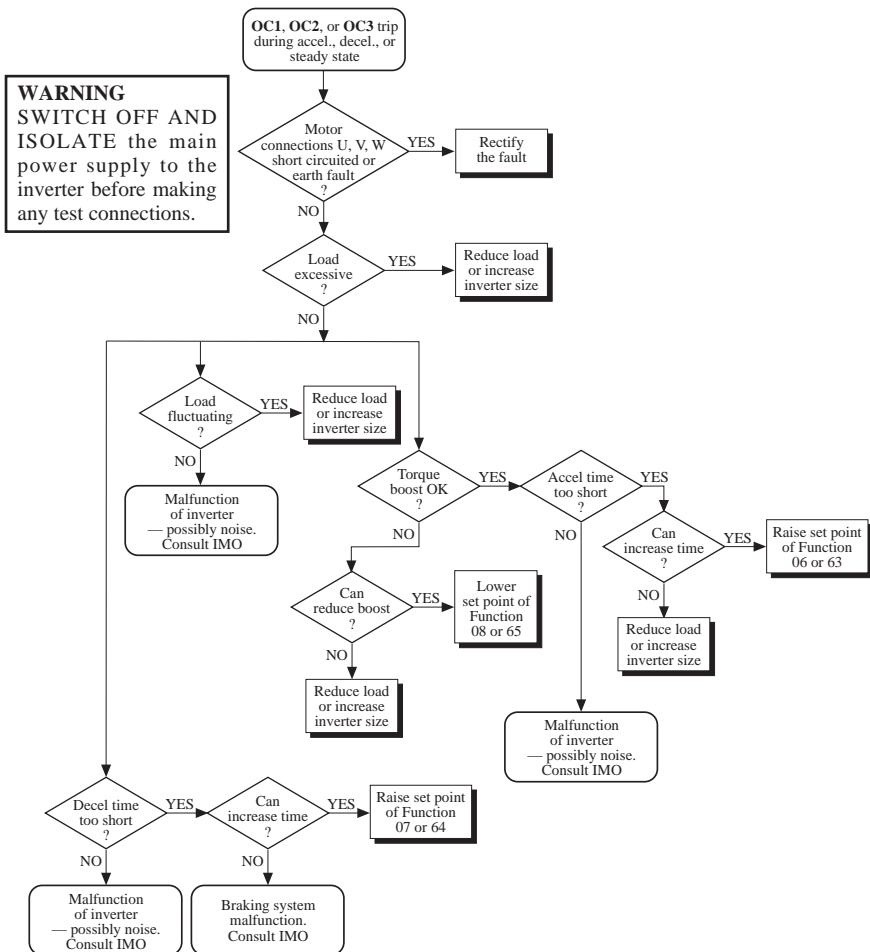 OC1, OC2, or OC3 trip
during accel., decel., or
steady state
WARNING
SWITCH OFF AND
ISOLATE the main
power supply to the
inverter before making
any test connections.
Motor
connections U, V, W
short circuited or
earth fault
?
YES
Rectify
the fault
NO
Load
excessive
?
YES
Reduce load
or increase
inverter size
NO
Load
fluctuating
?
YES
Reduce load
or increase
inverter size
NO
Malfunction
of inverter
— possibly noise.
Consult IMO
Torque
boost OK
?
YES
Accel time
too short
?
YES
Can
increase time
?
YES
Raise set point
of Function
06 or 63
NO
Reduce load
or increase
inverter size
NO
Malfunction
of inverter
— possibly noise.
Consult IMO
NO
Can
reduce boost
?
YES
Lower
set point of
Function
08 or 65
NO
Reduce load
or increase
inverter size
Decel time
too short
?
YES
Can
increase time
?
YES
Raise set point
of Function
07 or 64
NO
Malfunction
of inverter
— possibly noise.
Consult IMO
NO
Braking system
malfunction.
Consult IMO